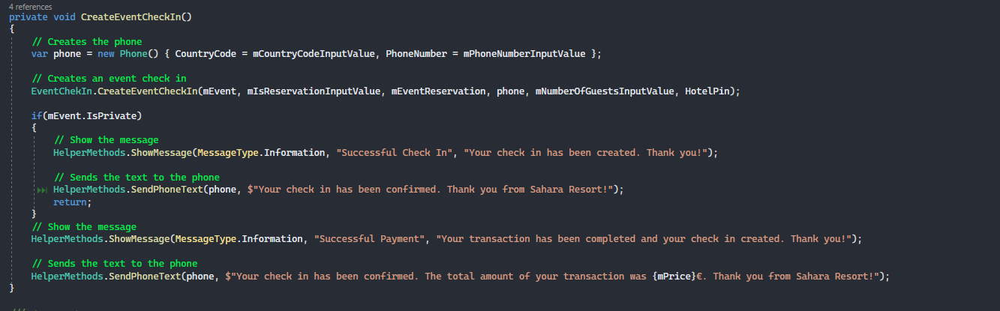 4 references
private void CreateEventCheckIn()
{
// Creates the phone
var phone = new Phone() { CountryCode = mCountryCodeInputValue, PhoneNumber = mPhoneNumberInputValue };
// Creates an event check in
EventChekIn.CreateEventCheckIn(mEvent, mIsReservationInputValue, mEventReservation, phone, mNumberOfGuestsInputValue, HotelPin);
if(mEvent.IsPrivate)
{
// Show the message
HelperMethods.ShowMessage(MessageType.Information, "Successful Check In", "Your check in has been created. Thank you!");
// Sends the text to the phone
HelperMethods.SendPhoneText(phone, $"Your check in has been confirmed. Thank you from Sahara Resort!");
return;
}
// Show the message
HelperMethods.ShowMessage(MessageType.Information, "Successful Payment", "Your transaction has been completed and your check in created. Thank you!");
// Sends the text to the phone
HelperMethods.SendPhoneText(phone, $"Your check in has been confirmed. The total amount of your transaction was {mPrice}€. Thank you from Sahara Resort!");
}